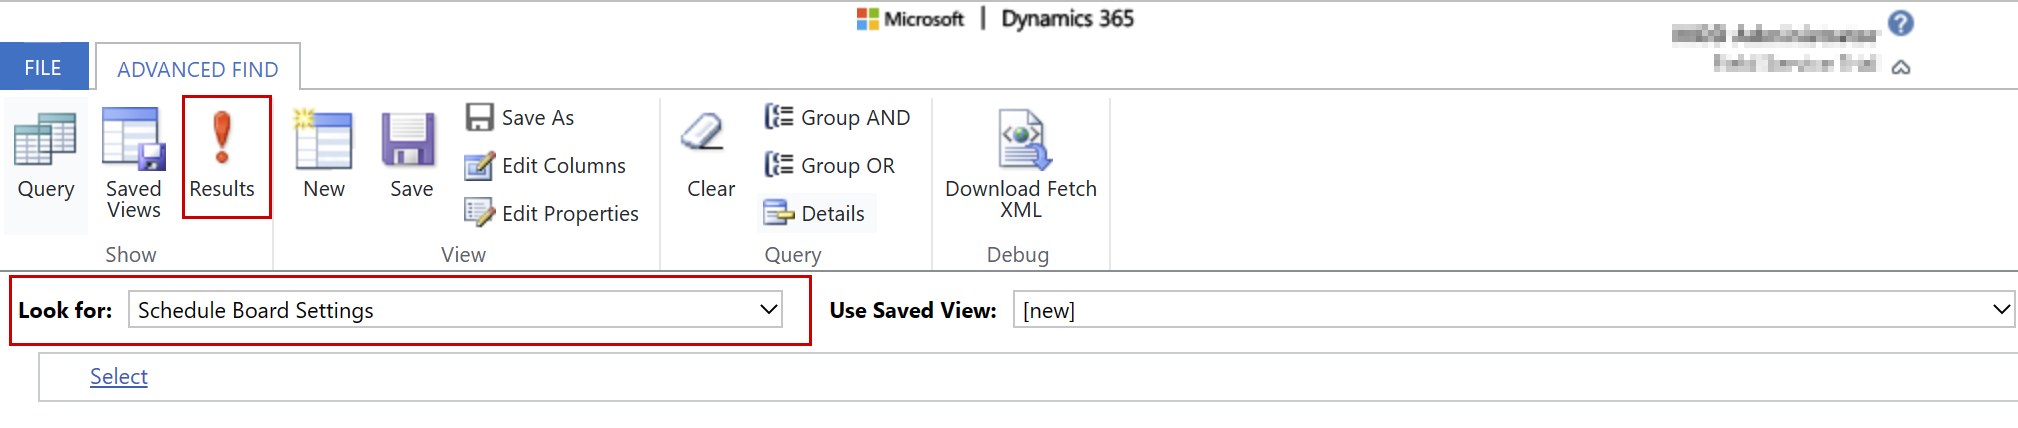 Microsoft | Dynamics 365
FILE
ADVANCED FIND
Query
Saved Views
Results
New
Save
Save As
Edit Columns
Edit Properties
Clear
Group AND
Group OR
Details
Download Fetch XML
Show
View
Query
Debug
Look for: Schedule Board Settings
Use Saved View: [new]
Select